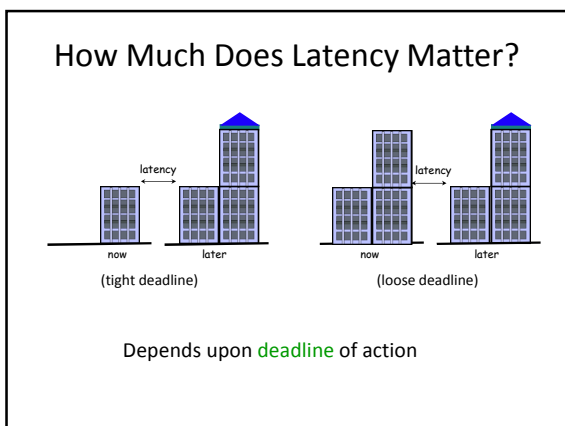 How Much Does Latency Matter?
latency
now later
(tight deadline)
latency
now later
(loose deadline)
Depends upon deadline of action